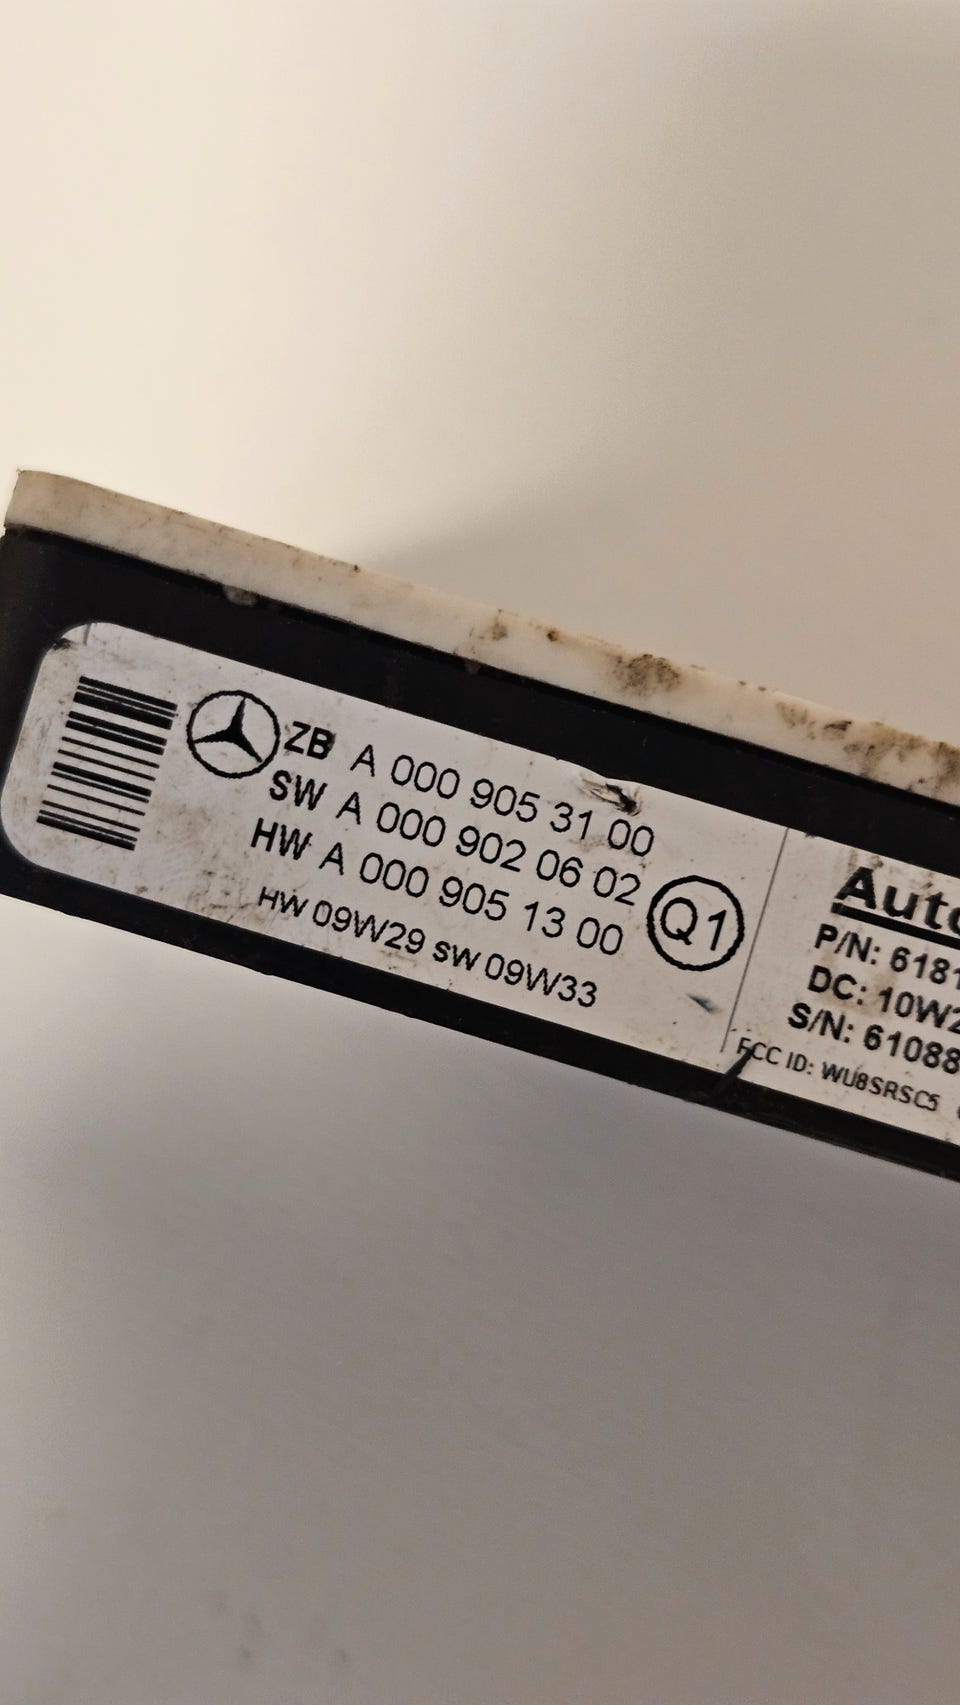 ZB A 000 905 31 00
SW A 000 902 06 02
HW A 000 905 13 00
HW 09W29 SW 09W33
Q1
Auto
P/N: 6181
DC: 10W2
S/N: 61088
FCC ID: WU8SRSC5